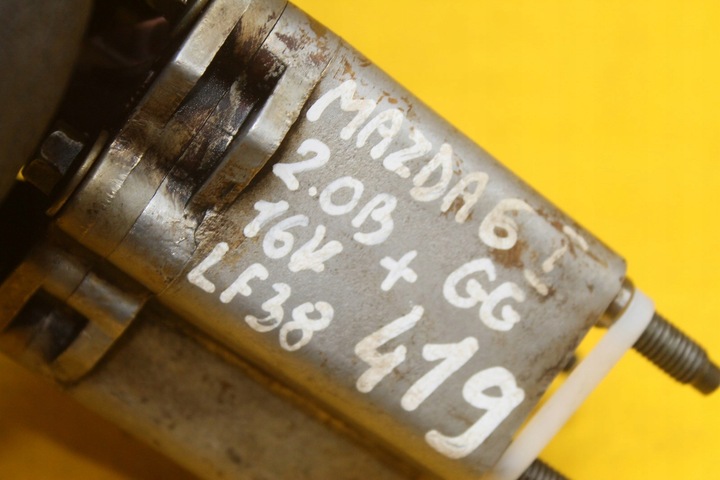 MAZDA 6 I
2.0B + GG
16V
LF38 419